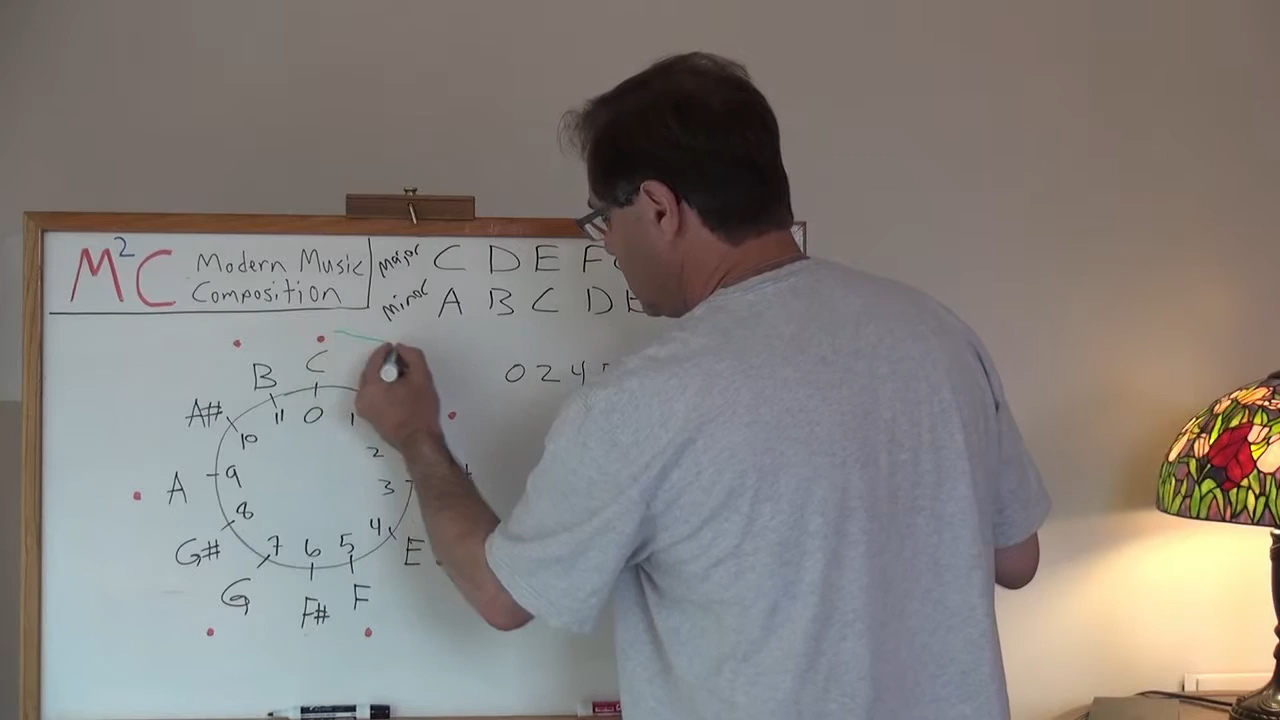 M²C Modern Music Composition
major C D E F
minor A B C D E
0 2 4
C
B
A#
A
G#
G
F#
F
E
0
1
2
3
4
5
6
7
8
9
10
11